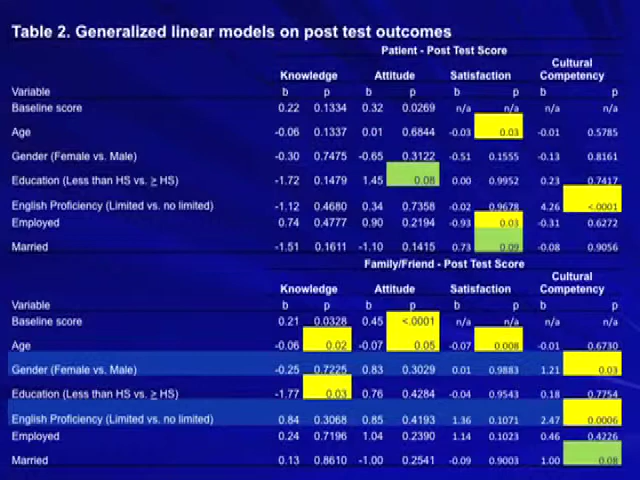 Table 2. Generalized linear models on post test outcomes
Patient - Post Test Score
Knowledge Attitude Satisfaction Cultural Competency
Variable b p b p b p b p
Baseline score 0.22 0.1334 0.32 0.0269 n/a n/a n/a n/a
Age -0.06 0.1337 0.01 0.6844 -0.03 0.03 -0.01 0.5785
Gender (Female vs. Male) -0.30 0.7475 -0.65 0.3122 -0.51 0.1555 -0.13 0.8161
Education (Less than HS vs. ≥ HS) -1.72 0.1479 1.45 0.08 0.00 0.9952 0.23 0.7417
English Proficiency (Limited vs. no limited) -1.12 0.4680 0.34 0.7358 -0.02 0.9678 4.26 <.0001
Employed 0.74 0.4777 0.90 0.2194 -0.93 0.03 -0.31 0.6272
Married -1.51 0.1611 -1.10 0.1415 0.73 0.09 -0.08 0.9056
Family/Friend - Post Test Score
Knowledge Attitude Satisfaction Cultural Competency
Variable b p b p b p b p
Baseline score 0.21 0.0328 0.45 <.0001 n/a n/a n/a n/a
Age -0.06 0.02 -0.07 0.05 -0.07 0.008 -0.01 0.6730
Gender (Female vs. Male) -0.25 0.7225 0.83 0.3029 0.01 0.9883 1.21 0.03
Education (Less than HS vs. ≥ HS) -1.77 0.03 0.76 0.4284 -0.04 0.9543 0.18 0.7754
English Proficiency (Limited vs. no limited) 0.84 0.3068 0.85 0.4193 1.36 0.1071 2.47 0.0006
Employed 0.24 0.7196 1.04 0.2390 1.14 0.1023 0.46 0.4226
Married 0.13 0.8610 -1.00 0.2541 -0.09 0.9003 1.00 0.08